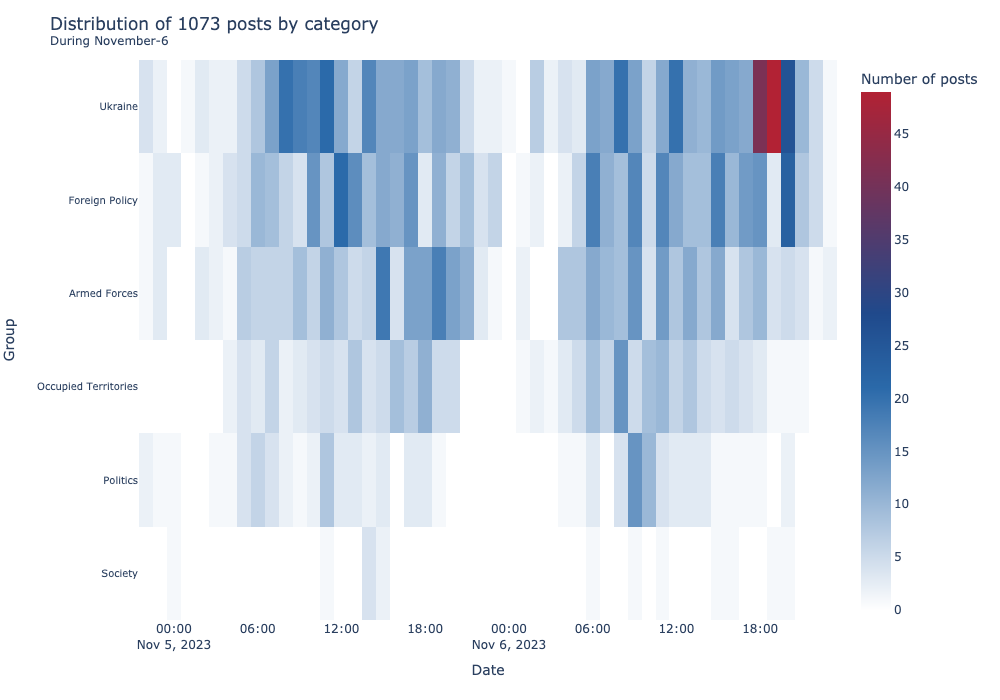 Distribution of 1073 posts by category
During November-6
Number of posts
Group
Ukraine
Foreign Policy
Armed Forces
Occupied Territories
Politics
Society
45
40
35
30
25
20
15
10
5
0
00:00 06:00 12:00 18:00 00:00 06:00 12:00 18:00
Nov 5, 2023 Nov 6, 2023
Date